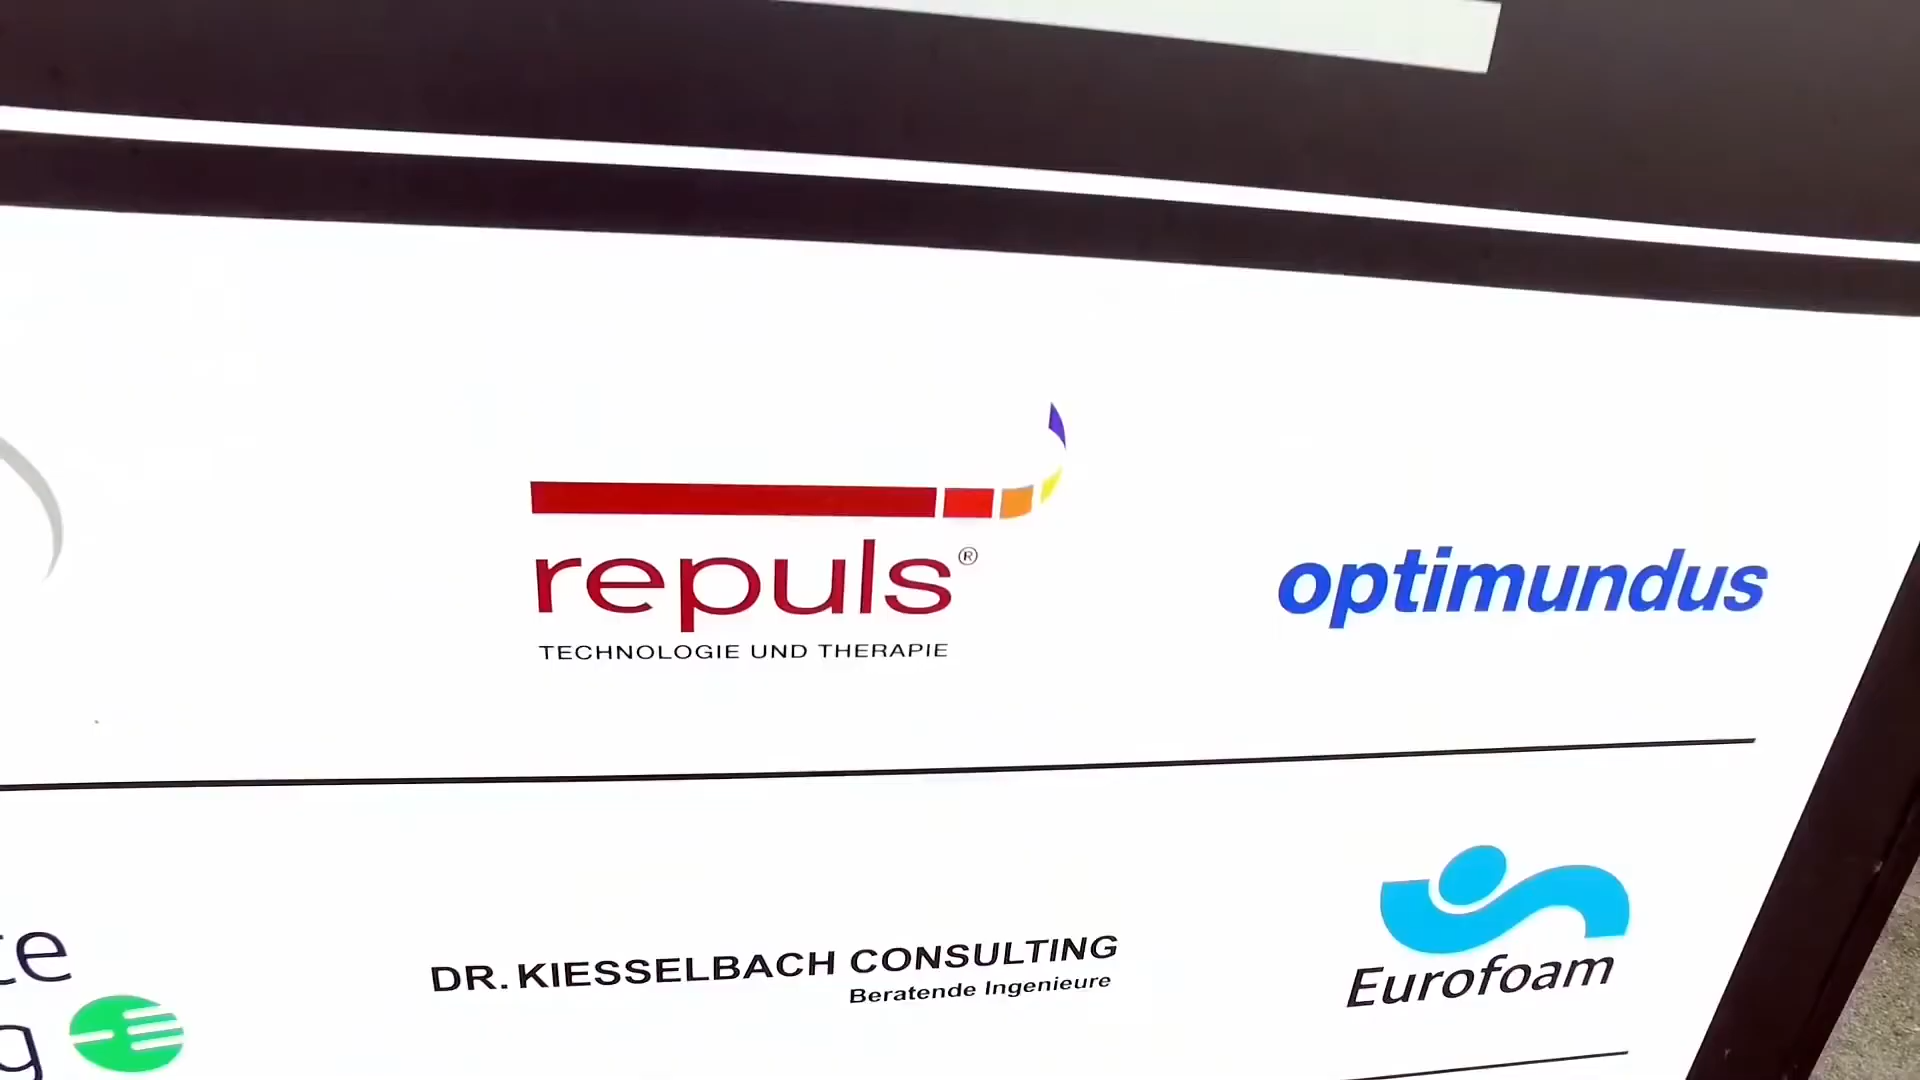 repuls®
TECHNOLOGIE UND THERAPIE
optimundus
DR. KIESSELBACH CONSULTING
Beratende Ingenieure
Eurofoam